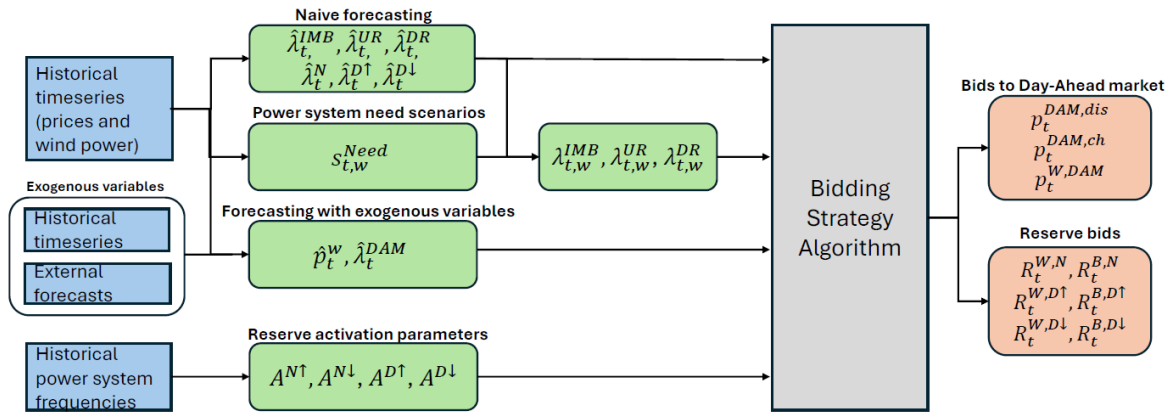 Naive forecasting
λ̂_{t,}^{IMB}, λ̂_{t,}^{UR}, λ̂_{t,}^{DR}
λ̂_t^N, λ̂_t^{D↑}, λ̂_t^{D↓}
Historical
timeseries
(prices and
wind power)
Power system need scenarios
s_{t,w}^{Need}
λ_{t,w}^{IMB}, λ_{t,w}^{UR}, λ_{t,w}^{DR}
Exogenous variables
Historical
timeseries
External
forecasts
Forecasting with exogenous variables
p̂_t^w, λ̂_t^{DAM}
Historical
power system
frequencies
Reserve activation parameters
A^{N↑}, A^{N↓}, A^{D↑}, A^{D↓}
Bidding
Strategy
Algorithm
Bids to Day-Ahead market
p_t^{DAM,dis}
p_t^{DAM,ch}
p_t^{W,DAM}
Reserve bids
R_t^{W,N}, R_t^{B,N}
R_t^{W,D↑}, R_t^{B,D↑}
R_t^{W,D↓}, R_t^{B,D↓}